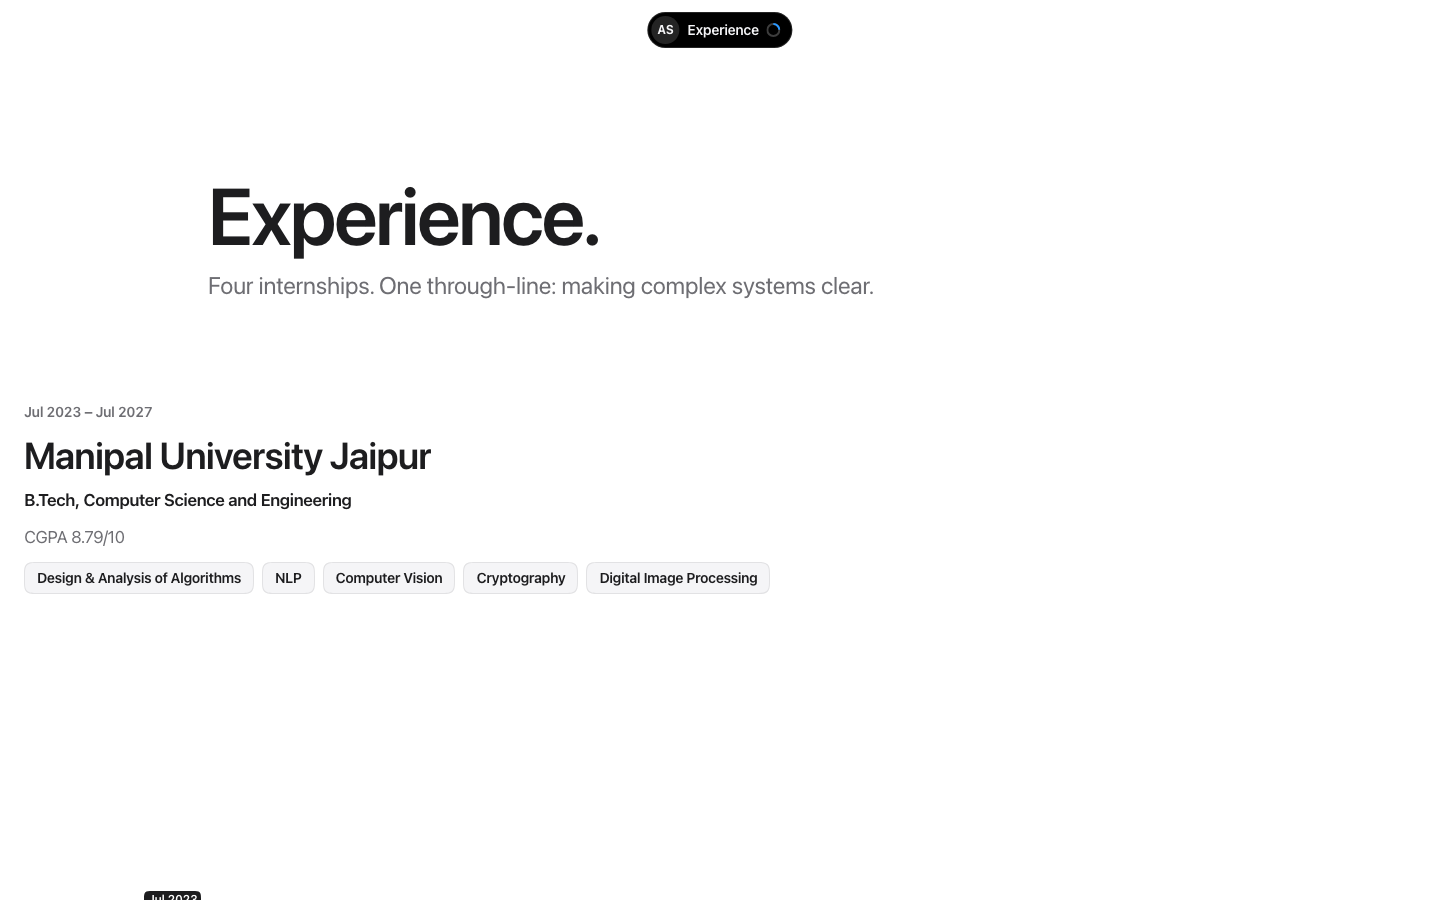 AS Experience
Experience.
Four internships. One through-line: making complex systems clear.
Jul 2023 – Jul 2027
Manipal University Jaipur
B.Tech, Computer Science and Engineering
CGPA 8.79/10
Design & Analysis of Algorithms NLP Computer Vision Cryptography Digital Image Processing
Jul 2023